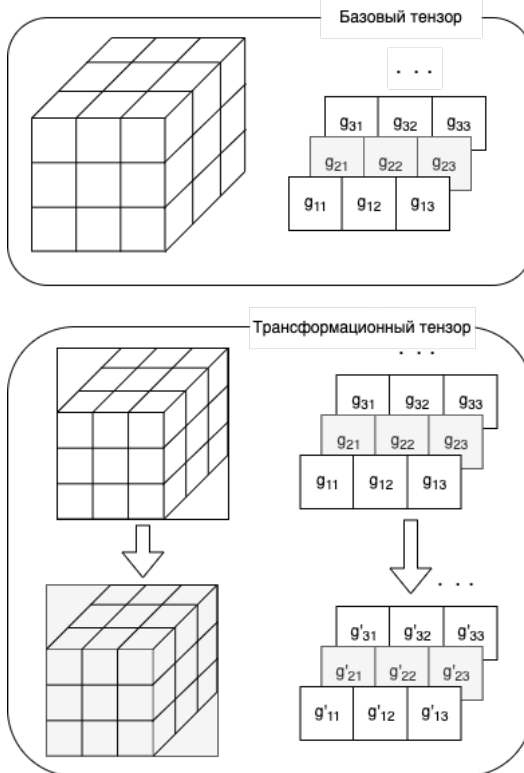 Базовый тензор
. . .
g31 g32 g33
g21 g22 g23
g11 g12 g13
Трансформационный тензор
. . .
g31 g32 g33
g21 g22 g23
g11 g12 g13
. . .
g'31 g'32 g'33
g'21 g'22 g'23
g'11 g'12 g'13